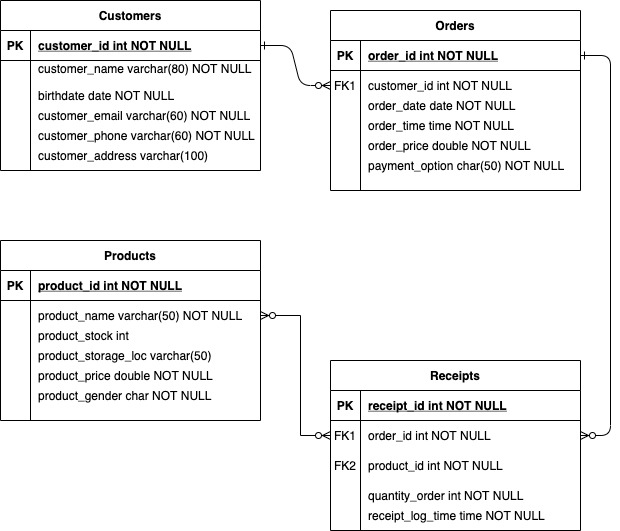 Customers
PK customer_id int NOT NULL
customer_name varchar(80) NOT NULL
birthdate date NOT NULL
customer_email varchar(60) NOT NULL
customer_phone varchar(60) NOT NULL
customer_address varchar(100)
Orders
PK order_id int NOT NULL
FK1 customer_id int NOT NULL
order_date date NOT NULL
order_time time NOT NULL
order_price double NOT NULL
payment_option char(50) NOT NULL
Products
PK product_id int NOT NULL
product_name varchar(50) NOT NULL
product_stock int
product_storage_loc varchar(50)
product_price double NOT NULL
product_gender char NOT NULL
Receipts
PK receipt_id int NOT NULL
FK1 order_id int NOT NULL
FK2 product_id int NOT NULL
quantity_order int NOT NULL
receipt_log_time time NOT NULL